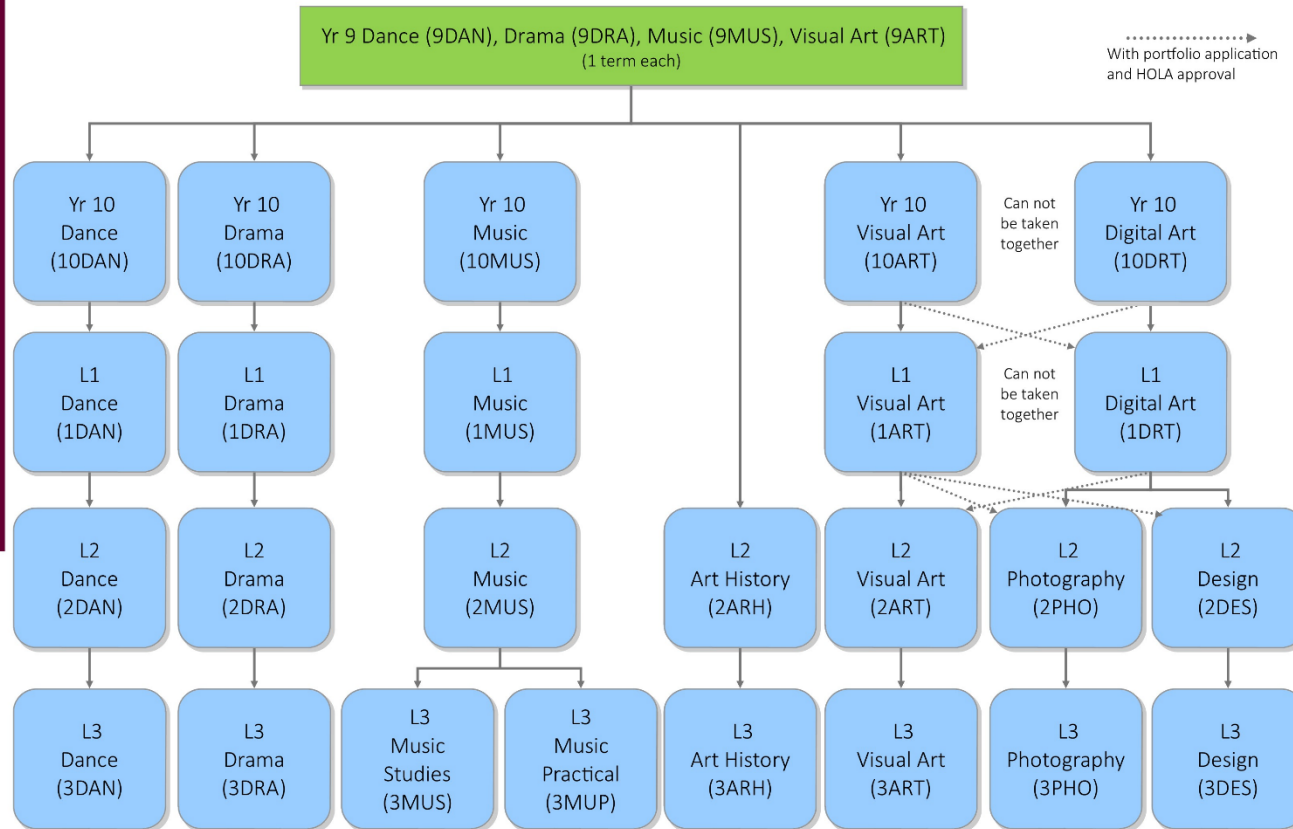 Yr 9 Dance (9DAN), Drama (9DRA), Music (9MUS), Visual Art (9ART)
(1 term each)
With portfolio application
and HOLA approval
Yr 10
Dance
(10DAN)
Yr 10
Drama
(10DRA)
Yr 10
Music
(10MUS)
Yr 10
Visual Art
(10ART)
Can not
be taken
together
Yr 10
Digital Art
(10DRT)
L1
Dance
(1DAN)
L1
Drama
(1DRA)
L1
Music
(1MUS)
L1
Visual Art
(1ART)
Can not
be taken
together
L1
Digital Art
(1DRT)
L2
Dance
(2DAN)
L2
Drama
(2DRA)
L2
Music
(2MUS)
L2
Art History
(2ARH)
L2
Visual Art
(2ART)
L2
Photography
(2PHO)
L2
Design
(2DES)
L3
Dance
(3DAN)
L3
Drama
(3DRA)
L3
Music
Studies
(3MUS)
L3
Music
Practical
(3MUP)
L3
Art History
(3ARH)
L3
Visual Art
(3ART)
L3
Photography
(3PHO)
L3
Design
(3DES)